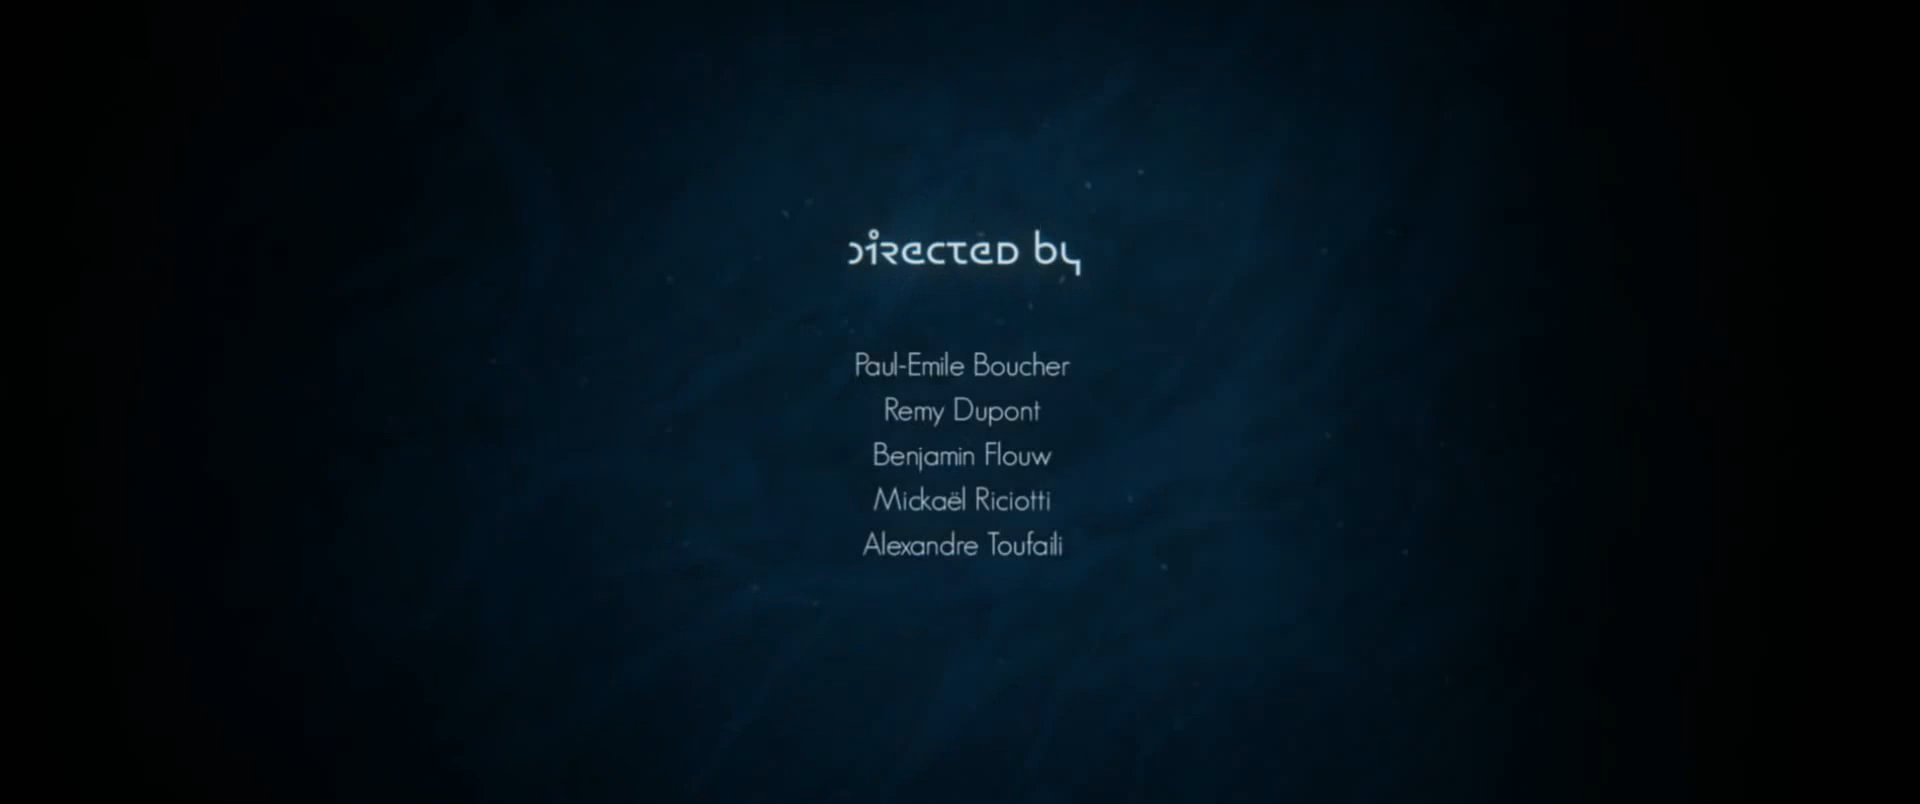 Directed by
Paul-Emile Boucher
Remy Dupont
Benjamin Flouw
Mickaël Riciotti
Alexandre Toufaili